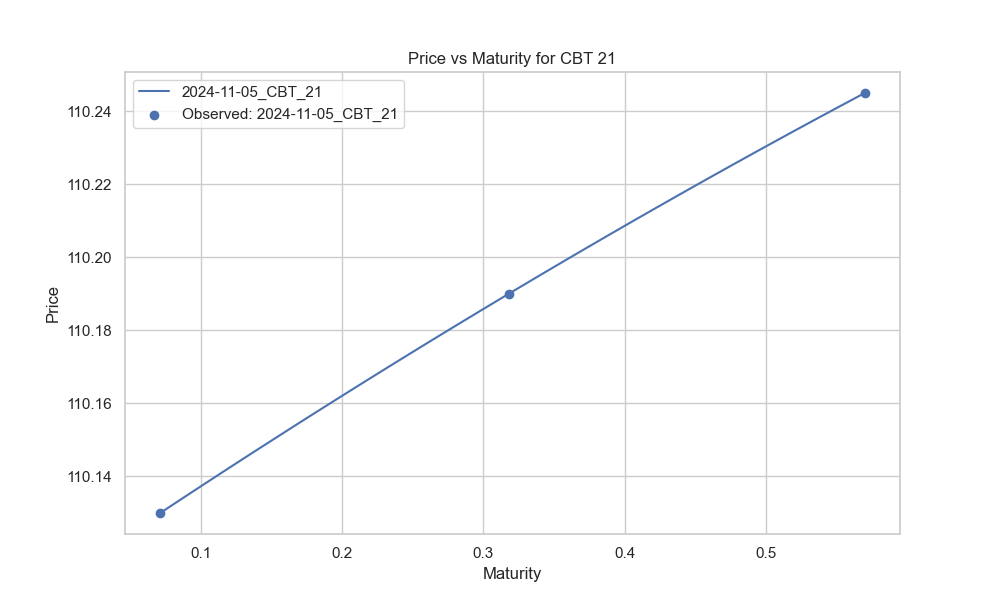 Price vs Maturity for CBT 21
2024-11-05_CBT_21
Observed: 2024-11-05_CBT_21
110.24
110.22
110.20
110.18
110.16
110.14
Price
0.1 0.2 0.3 0.4 0.5
Maturity